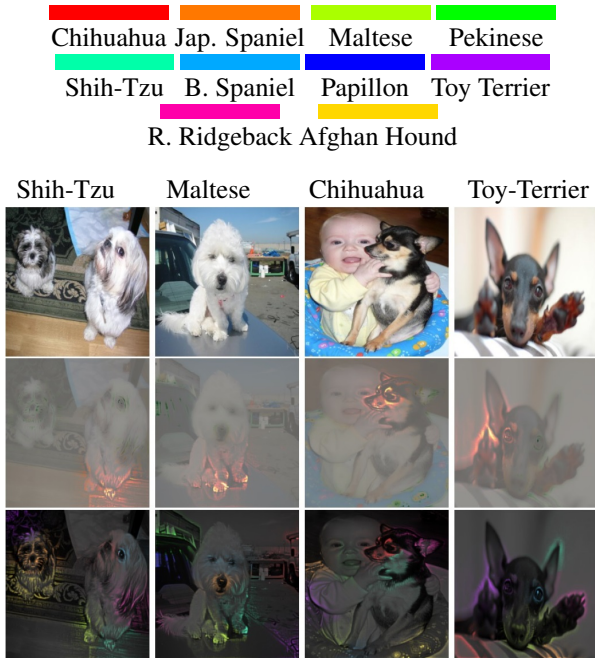 Chihuahua Jap. Spaniel Maltese Pekinese
Shih-Tzu B. Spaniel Papillon Toy Terrier
R. Ridgeback Afghan Hound
Shih-Tzu Maltese Chihuahua Toy-Terrier